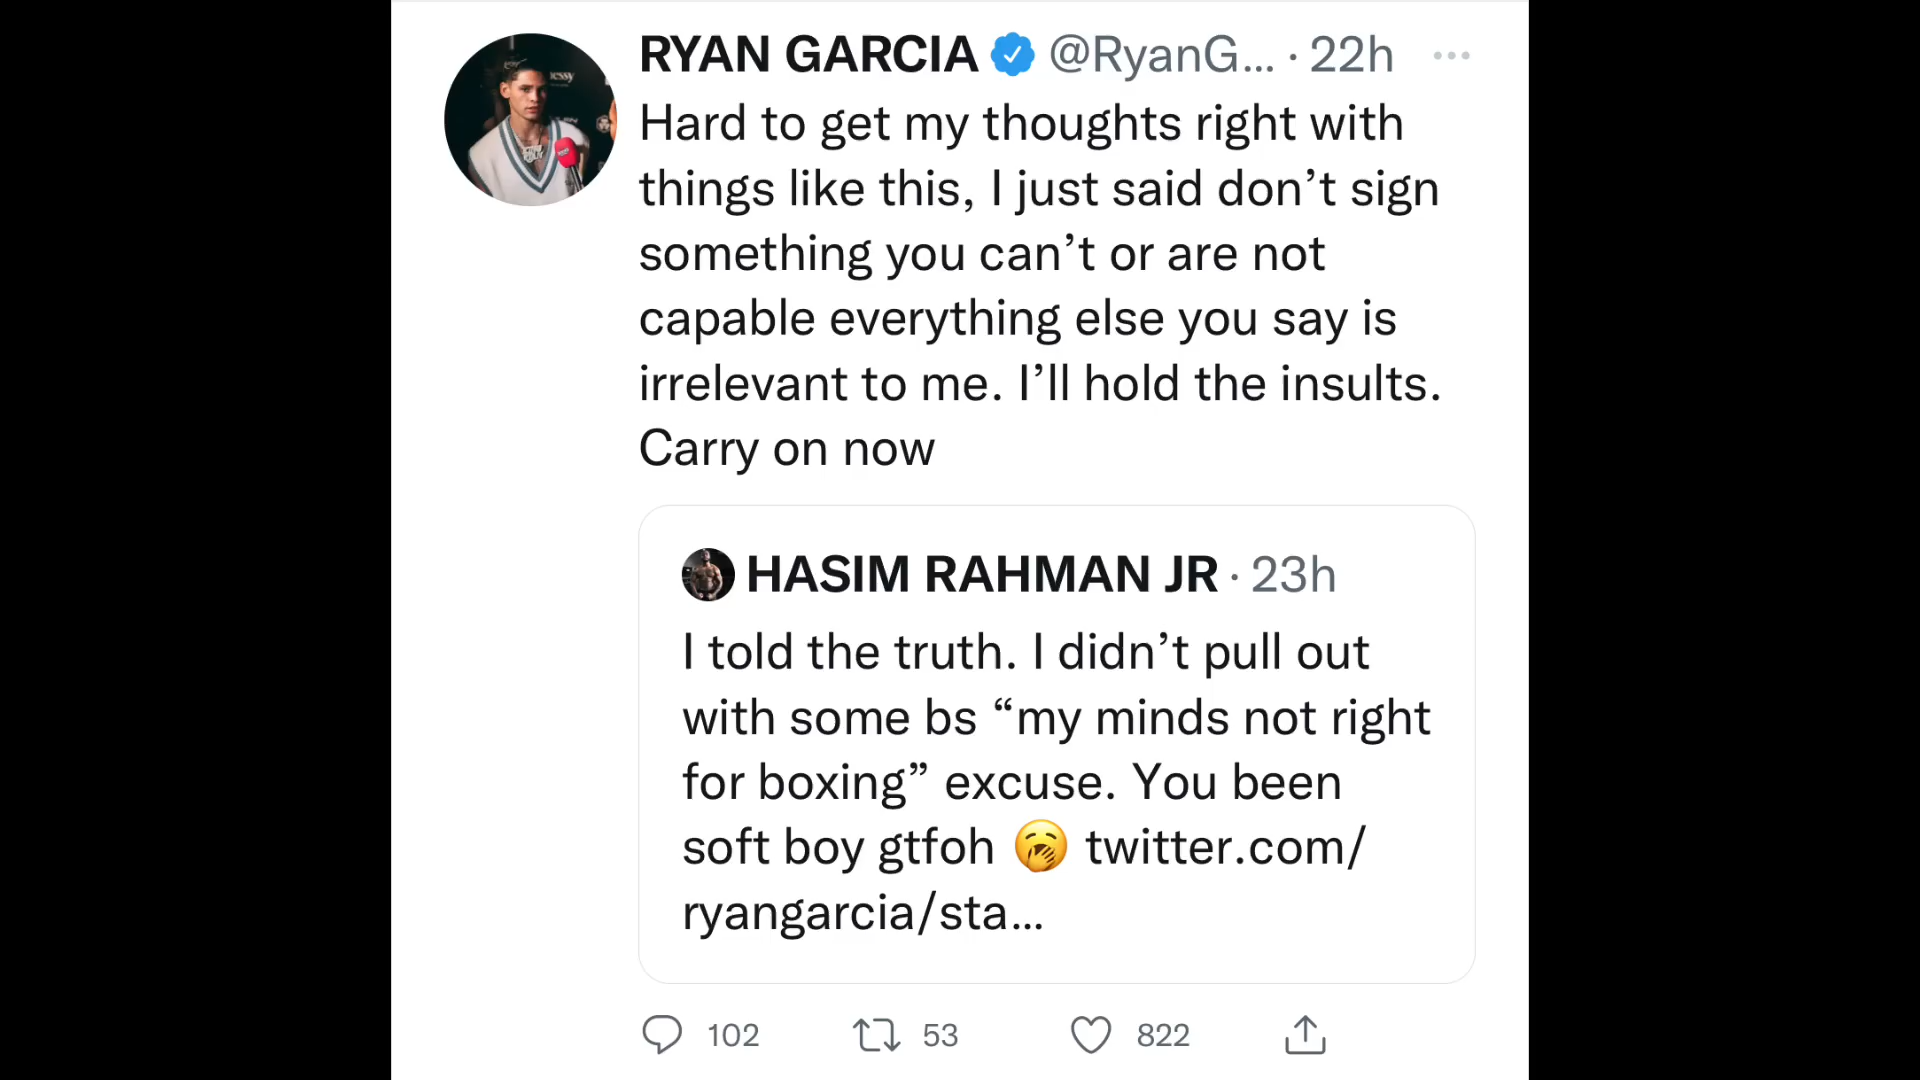 RYAN GARCIA @RyanG... · 22h
Hard to get my thoughts right with
things like this, I just said don’t sign
something you can’t or are not
capable everything else you say is
irrelevant to me. I’ll hold the insults.
Carry on now
HASIM RAHMAN JR · 23h
I told the truth. I didn’t pull out
with some bs “my minds not right
for boxing” excuse. You been
soft boy gtfoh 🥱 twitter.com/
ryangarcia/sta...
102 53 822